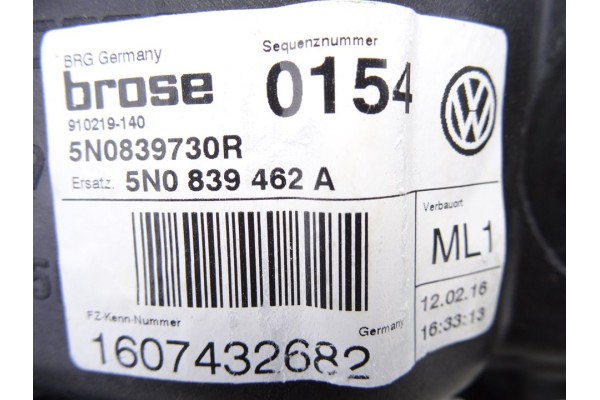 BRG Germany
Sequenznummer
brose
0154
910219-140
5N0839730R
Ersatz. 5N0 839 462 A
Verbauort
ML1
12.02.16
16:33:13
FZ-Kenn-Nummer
Germany
1607432682
VW